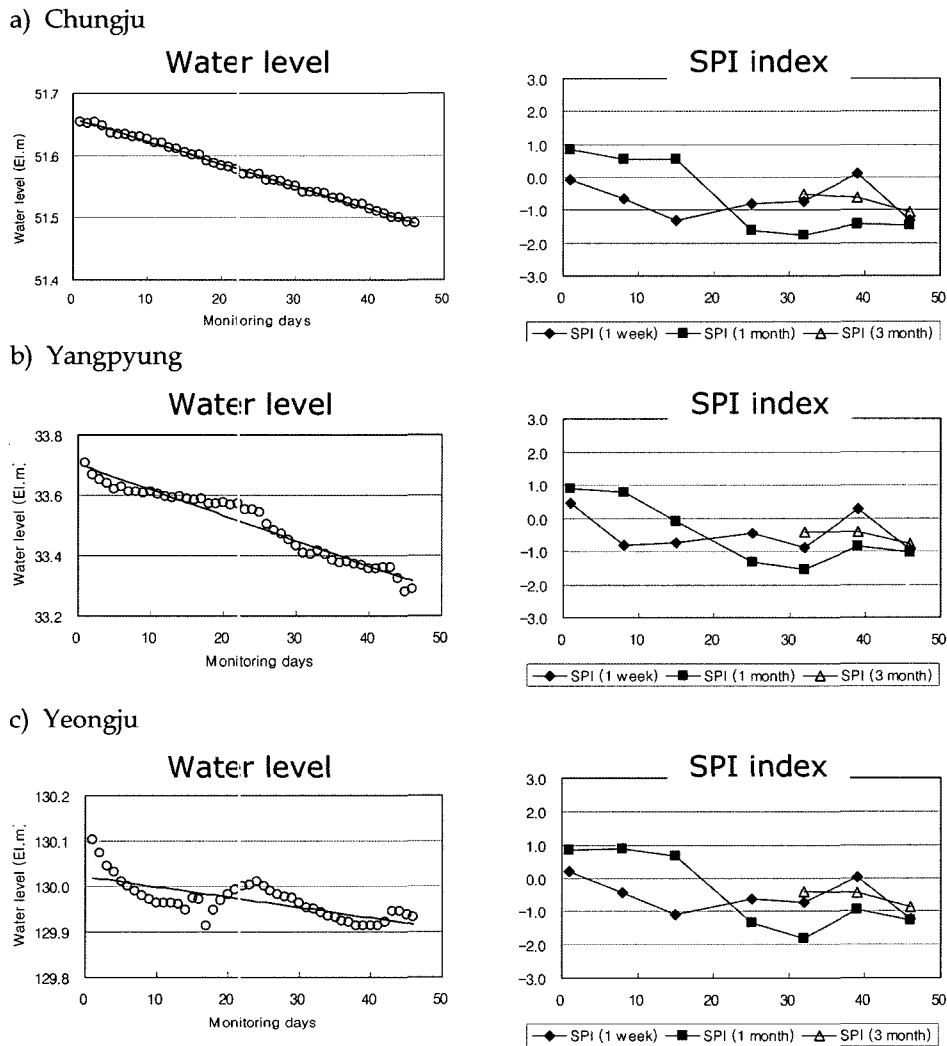 a) Chungju
Water level
SPI index
51.7
51.6
51.5
51.4
Water level (El.m)
0 10 20 30 40 50
Monitoring days
3.0
2.0
1.0
0.0
-1.0
-2.0
-3.0
0 10 20 30 40 50
SPI (1 week) SPI (1 month) SPI (3 month)
b) Yangpyung
Water level
SPI index
33.8
33.6
33.4
33.2
Water level (El.m)
0 10 20 30 40 50
Monitoring days
3.0
2.0
1.0
0.0
-1.0
-2.0
-3.0
0 10 20 30 40 50
SPI (1 week) SPI (1 month) SPI (3 month)
c) Yeongju
Water level
SPI index
130.2
130.1
130.0
129.9
129.8
Water level (El.m)
0 10 20 30 40 50
Monitoring days
3.0
2.0
1.0
0.0
-1.0
-2.0
-3.0
0 10 20 30 40 50
SPI (1 week) SPI (1 month) SPI (3 month)